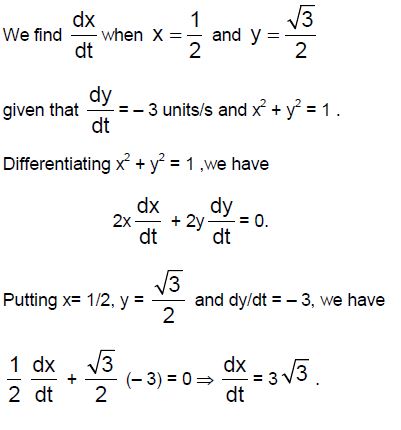 We find dx/dt when x = 1/2 and y = √3/2
given that dy/dt = – 3 units/s and x² + y² = 1 .
Differentiating x² + y² = 1 ,we have
2x dx/dt + 2y dy/dt = 0.
Putting x= 1/2, y = √3/2 and dy/dt = – 3, we have
1/2 dx/dt + √3/2 (– 3) = 0 ⇒ dx/dt = 3 √3 .